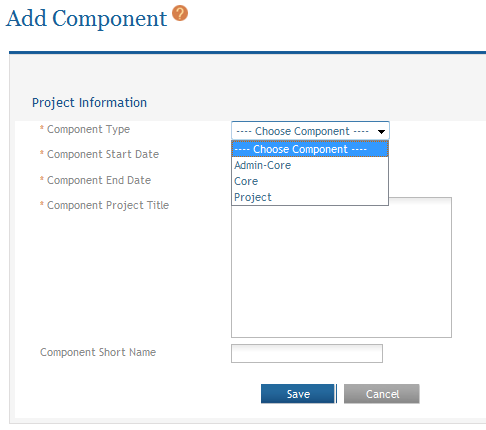 Add Component ?
Project Information
* Component Type
---- Choose Component ----
---- Choose Component ----
Admin-Core
Core
Project
* Component Start Date
* Component End Date
* Component Project Title
Component Short Name
Save
Cancel